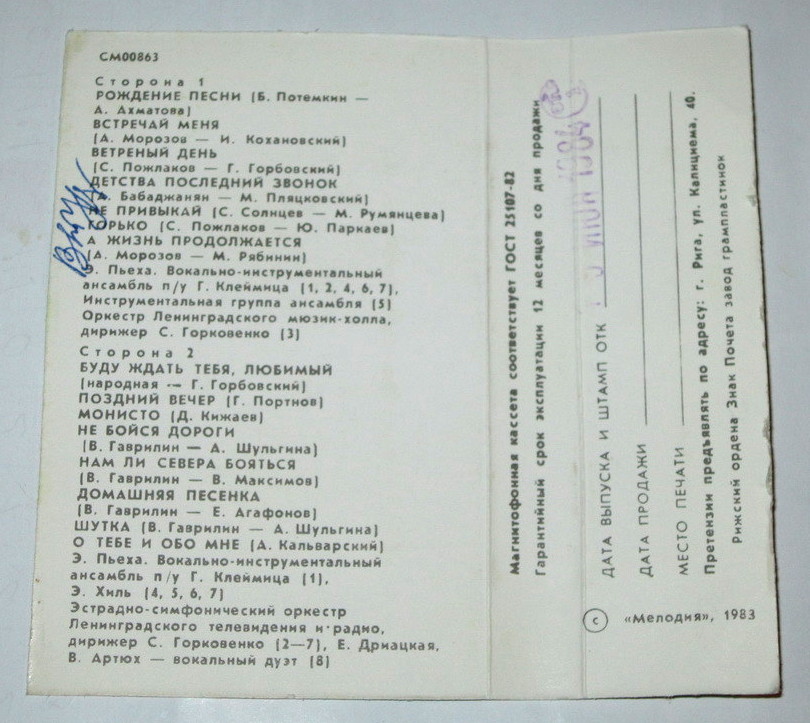 СМ00863
Сторона 1
РОЖДЕНИЕ ПЕСНИ (Б. Потемкин —
А. Ахматова)
ВСТРЕЧАЙ МЕНЯ
(А. Морозов — И. Кохановский)
ВЕТРЕНЫЙ ДЕНЬ
(С. Пожлаков — Г. Горбовский)
ДЕТСТВА ПОСЛЕДНИЙ ЗВОНОК
(А. Бабаджанян — М. Пляцковский)
НЕ ПРИВЫКАЙ (С. Солнцев — М. Румянцева)
ГОРЬКО (С. Пожлаков — Ю. Паркаев)
А ЖИЗНЬ ПРОДОЛЖАЕТСЯ
(А. Морозов — М. Рябинин)
Э. Пьеха. Вокально-инструментальный
ансамбль п/у Г. Клеймица (1, 2, 4, 6, 7),
Инструментальная группа ансамбля (5)
Оркестр Ленинградского мюзик-холла,
дирижер С. Горковенко (3)
Сторона 2
БУДУ ЖДАТЬ ТЕБЯ, ЛЮБИМЫЙ
(народная — Г. Горбовский)
ПОЗДНИЙ ВЕЧЕР (Г. Портнов)
МОНИСТО (Д. Кижаев)
НЕ БОЙСЯ ДОРОГИ
(В. Гаврилин — А. Шульгина)
НАМ ЛИ СЕВЕРА БОЯТЬСЯ
(В. Гаврилин — В. Максимов)
ДОМАШНЯЯ ПЕСЕНКА
(В. Гаврилин — Е. Агафонов)
ШУТКА (В. Гаврилин — А. Шульгина)
О ТЕБЕ И ОБО МНЕ (А. Кальварский)
Э. Пьеха. Вокально-инструментальный
ансамбль п/у Г. Клеймица (1),
Э. Хиль (4, 5, 6, 7)
Эстрадно-симфонический оркестр
Ленинградского телевидения и радио,
дирижер С. Горковенко (2—7), Е. Дриацкая,
В. Артюх — вокальный дуэт (8)
Магнитофонная кассета соответствует ГОСТ 25107-82
Гарантийный срок эксплуатации 12 месяцев со дня продажи
ДАТА ВЫПУСКА И ШТАМП ОТК
ИЮЛ 1984
ДАТА ПРОДАЖИ
МЕСТО ПЕЧАТИ
Претензии предъявлять по адресу: г. Рига, ул. Калнциема, 40.
Рижский ордена Знак Почета завод грампластинок
© «Мелодия», 1983